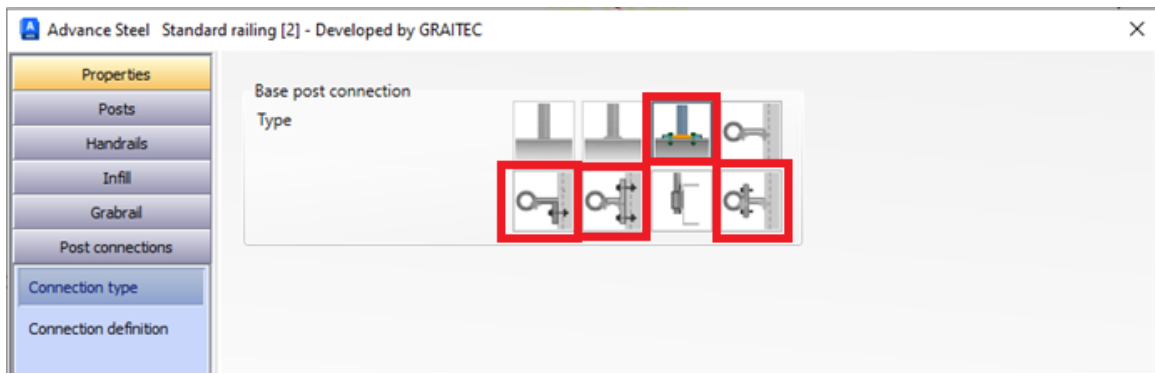 Advance Steel Standard railing [2] - Developed by GRAITEC
Properties
Posts
Handrails
Infill
Grabrail
Post connections
Connection type
Connection definition
Base post connection
Type